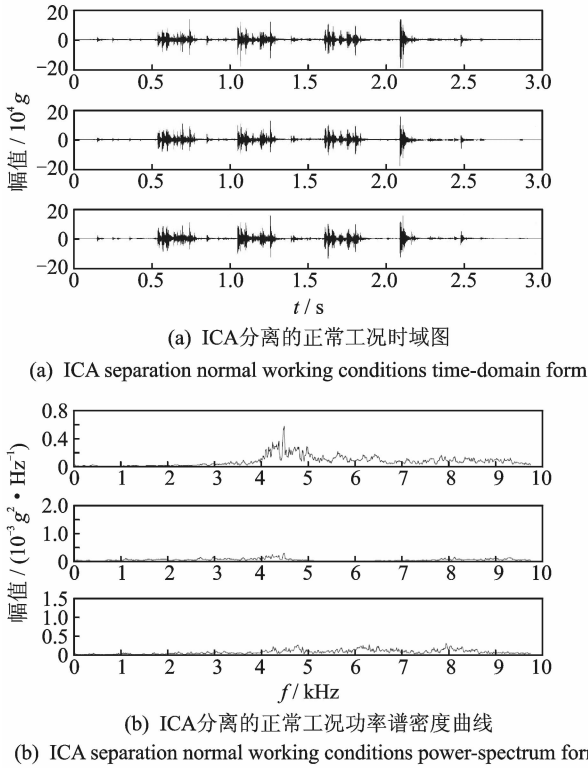 20
0
−20
0 0.5 1.0 1.5 2.0 2.5 3.0
20
0
−20
0 0.5 1.0 1.5 2.0 2.5 3.0
20
0
−20
0 0.5 1.0 1.5 2.0 2.5 3.0
幅值 / 10⁴g
t / s
(a) ICA分离的正常工况时域图
(a) ICA separation normal working conditions time-domain form
0.8
0.4
0
0 1 2 3 4 5 6 7 8 9 10
2.0
1.0
0
0 1 2 3 4 5 6 7 8 9 10
1.5
1.0
0.5
0
0 1 2 3 4 5 6 7 8 9 10
幅值 / (10⁻³ g²•Hz⁻¹)
f / kHz
(b) ICA分离的正常工况功率谱密度曲线
(b) ICA separation normal working conditions power-spectrum for